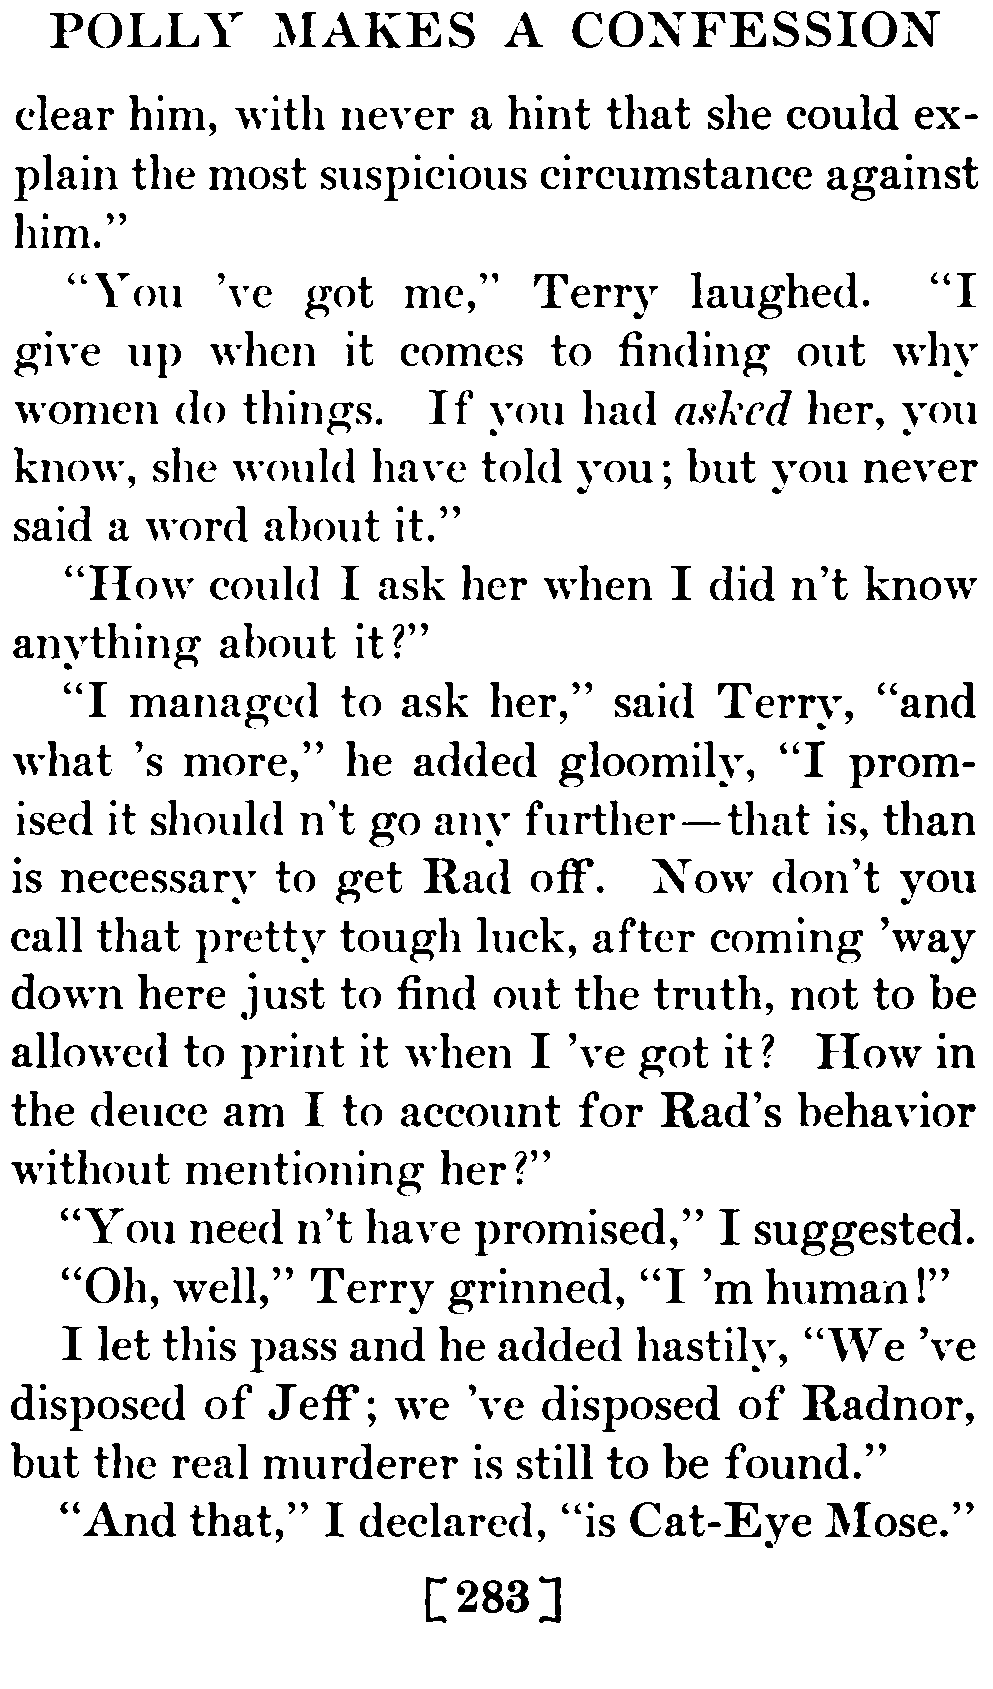 POLLY MAKES A CONFESSION
clear him, with never a hint that she could ex-
plain the most suspicious circumstance against
him."
"You 've got me," Terry laughed. "I
give up when it comes to finding out why
women do things. If you had asked her, you
know, she would have told you; but you never
said a word about it."
"How could I ask her when I did n't know
anything about it?"
"I managed to ask her," said Terry, "and
what 's more," he added gloomily, "I prom-
ised it should n't go any further—that is, than
is necessary to get Rad off. Now don't you
call that pretty tough luck, after coming 'way
down here just to find out the truth, not to be
allowed to print it when I 've got it? How in
the deuce am I to account for Rad's behavior
without mentioning her?"
"You need n't have promised," I suggested.
"Oh, well," Terry grinned, "I 'm human!"
I let this pass and he added hastily, "We 've
disposed of Jeff; we 've disposed of Radnor,
but the real murderer is still to be found."
"And that," I declared, "is Cat-Eye Mose."
[283]